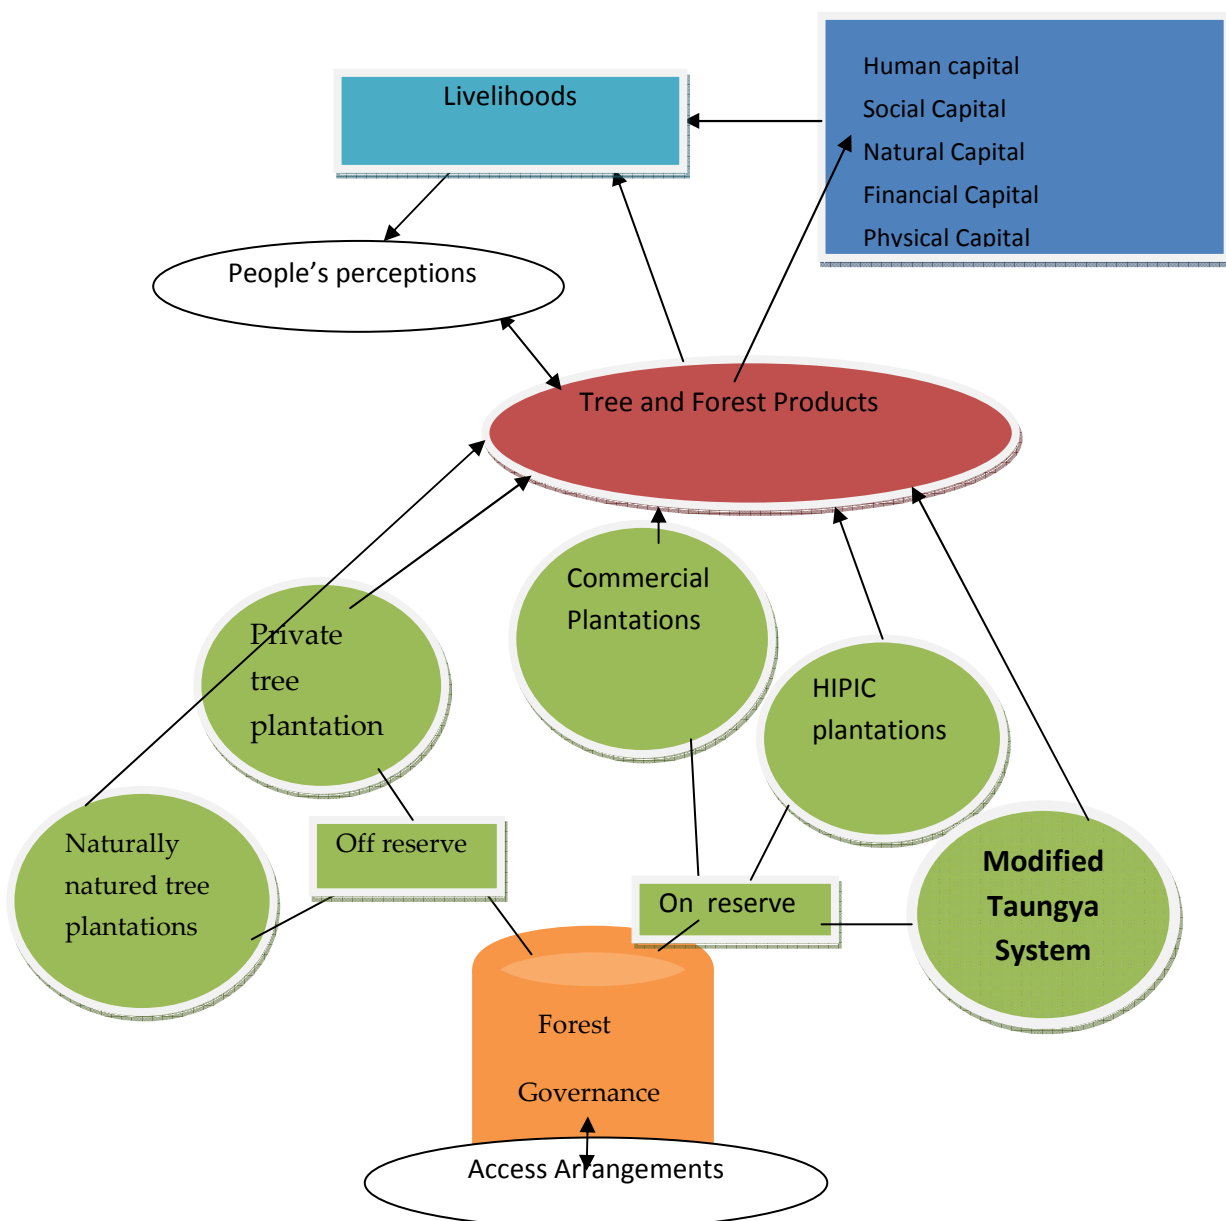 Livelihoods
Human capital
Social Capital
Natural Capital
Financial Capital
Physical Capital
People’s perceptions
Tree and Forest Products
Commercial
Plantations
Private
tree
plantation
HIPIC
plantations
Naturally
natured tree
plantations
Off reserve
On reserve
Modified
Taungya
System
Forest
Governance
Access Arrangements